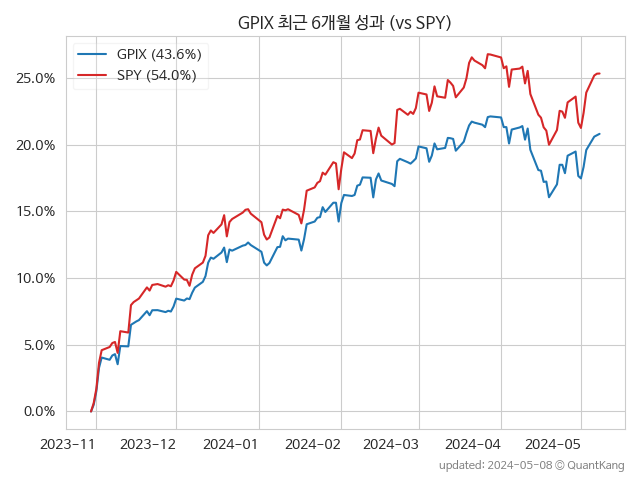 GPIX 최근 6개월 성과 (vs SPY)
GPIX (43.6%)
SPY (54.0%)
25.0%
20.0%
15.0%
10.0%
5.0%
0.0%
2023-11 2023-12 2024-01 2024-02 2024-03 2024-04 2024-05
updated: 2024-05-08 © QuantKang